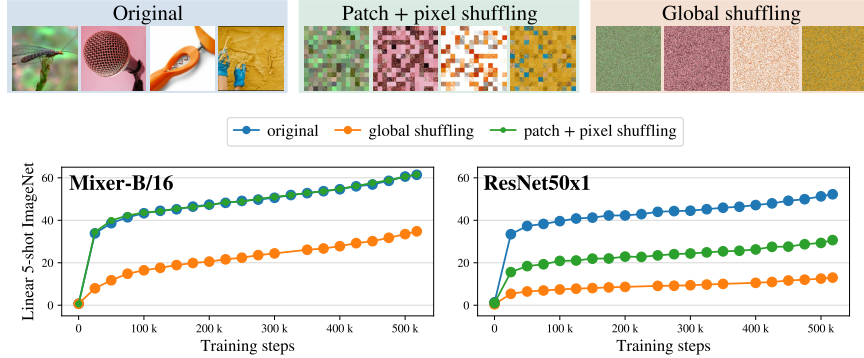 Original
Patch + pixel shuffling
Global shuffling
original
global shuffling
patch + pixel shuffling
Linear 5-shot ImageNet
60
40
20
0
Mixer-B/16
0
100 k
200 k
300 k
400 k
500 k
Training steps
60
40
20
0
ResNet50x1
0
100 k
200 k
300 k
400 k
500 k
Training steps